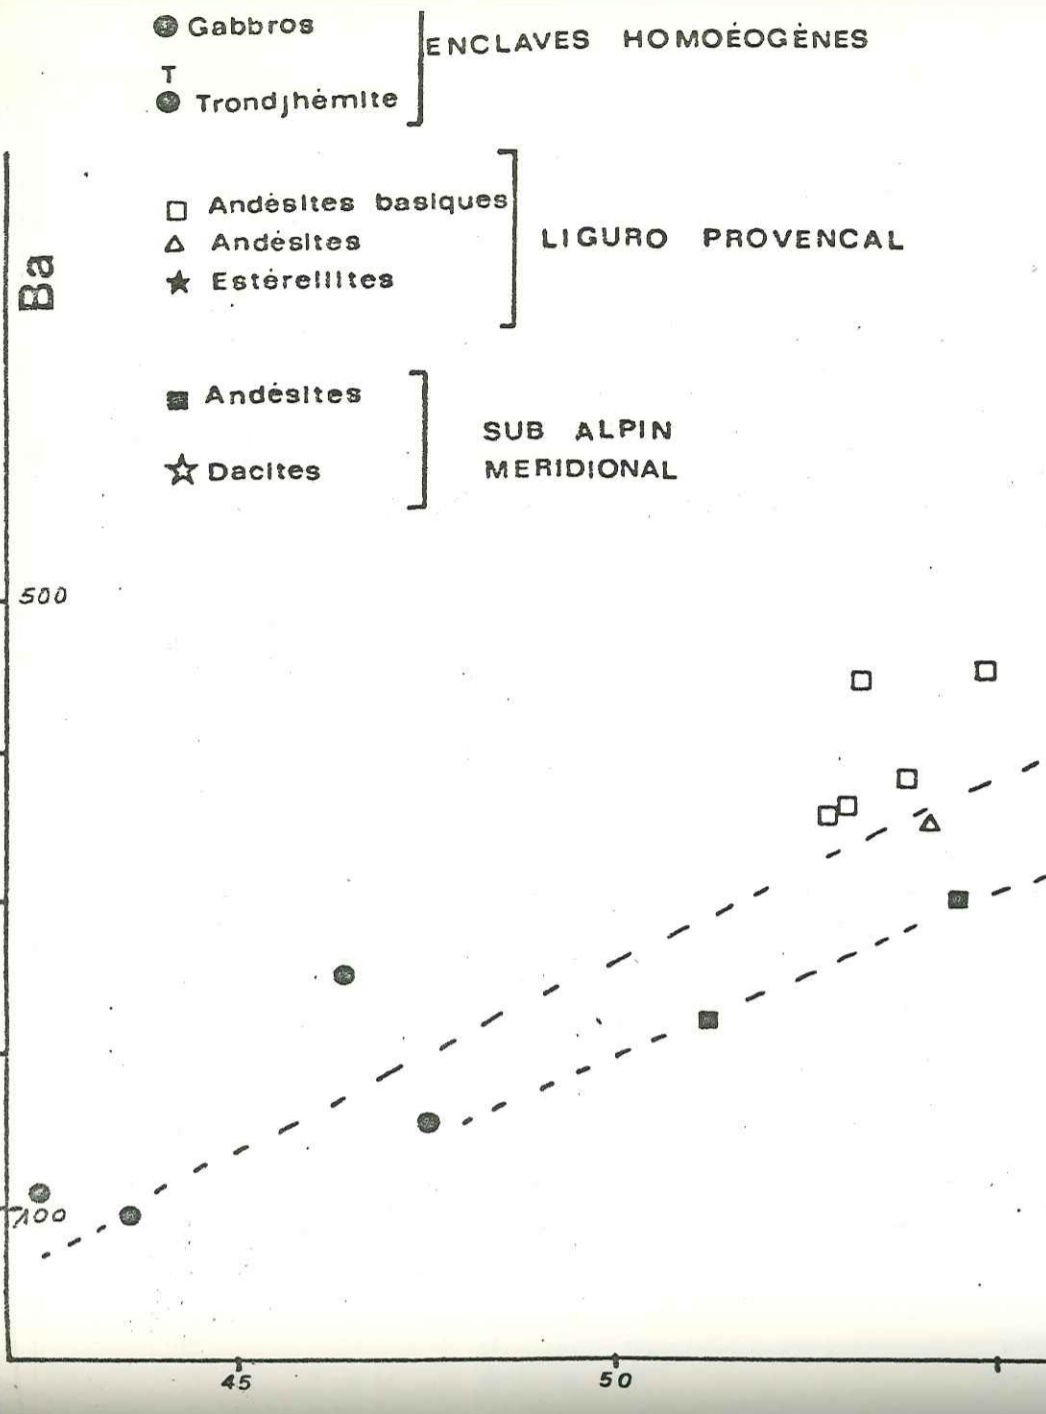 Gabbros
ENCLAVES HOMOÉOGÈNES
T
Trondjhémite
Andésites basiques
Andésites
Estérellites
LIGURO PROVENCAL
Ba
Andésites
Dacites
SUB ALPIN
MERIDIONAL
500
100
45
50